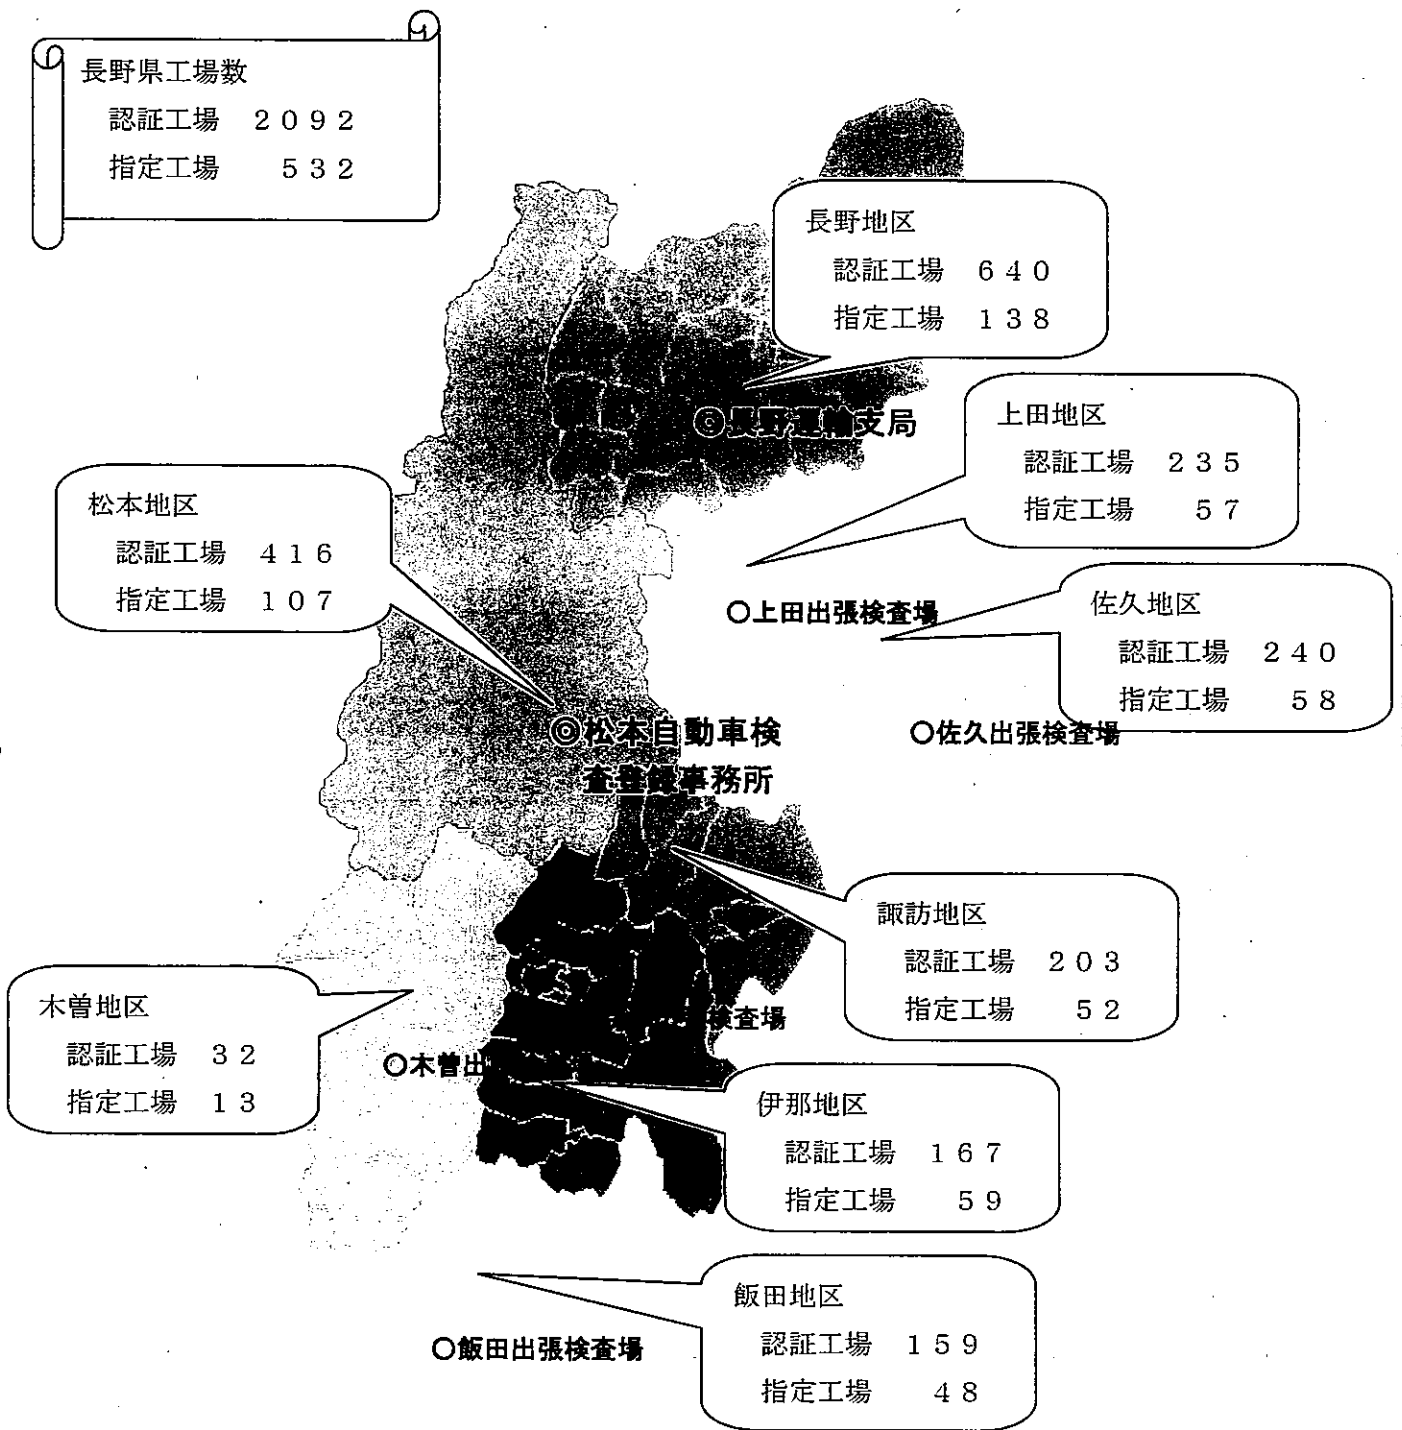 長野県工場数
認証工場 2092
指定工場 532
長野地区
認証工場 640
指定工場 138
◎長野運輸支局
上田地区
認証工場 235
指定工場 57
松本地区
認証工場 416
指定工場 107
○上田出張検査場
佐久地区
認証工場 240
指定工場 58
○佐久出張検査場
◎松本自動車検
査登録事務所
諏訪地区
認証工場 203
指定工場 52
検査場
木曽地区
認証工場 32
指定工場 13
○木曽出
伊那地区
認証工場 167
指定工場 59
飯田地区
認証工場 159
指定工場 48
○飯田出張検査場